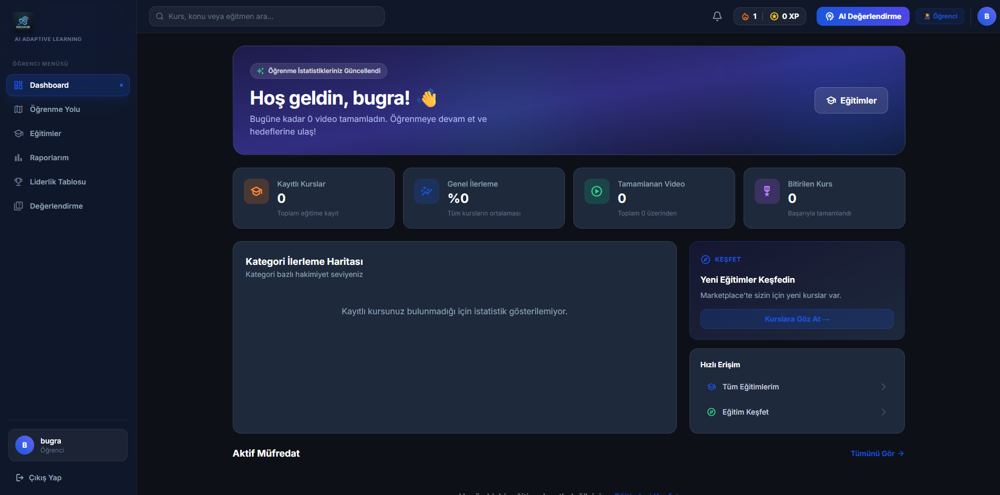 EDUVAISE
AI ADAPTIVE LEARNING
ÖĞRENCI MENÜSÜ
Dashboard
Öğrenme Yolu
Eğitimler
Raporlarım
Liderlik Tablosu
Değerlendirme
B
bugra
Öğrenci
Çıkış Yap
Kurs, konu veya eğitmen ara...
1
0 XP
AI Değerlendirme
Öğrenci
B
Öğrenme İstatistikleriniz Güncellendi
Hoş geldin, bugra! 👋
Bugüne kadar 0 video tamamladın. Öğrenmeye devam et ve
hedeflerine ulaş!
Eğitimler
Kayıtlı Kurslar
0
Toplam eğitime kayıt
Genel İlerleme
%0
Tüm kursların ortalaması
Tamamlanan Video
0
Toplam 0 üzerinden
Bitirilen Kurs
0
Başarıyla tamamlandı
Kategori İlerleme Haritası
Kategori bazlı hakimiyet seviyeniz
Kayıtlı kursunuz bulunmadığı için istatistik gösterilemiyor.
KEŞFET
Yeni Eğitimler Keşfedin
Marketplace'te sizin için yeni kurslar var.
Kurslara Göz At →
Hızlı Erişim
Tüm Eğitimlerim
Eğitim Keşfet
Aktif Müfredat
Tümünü Gör →